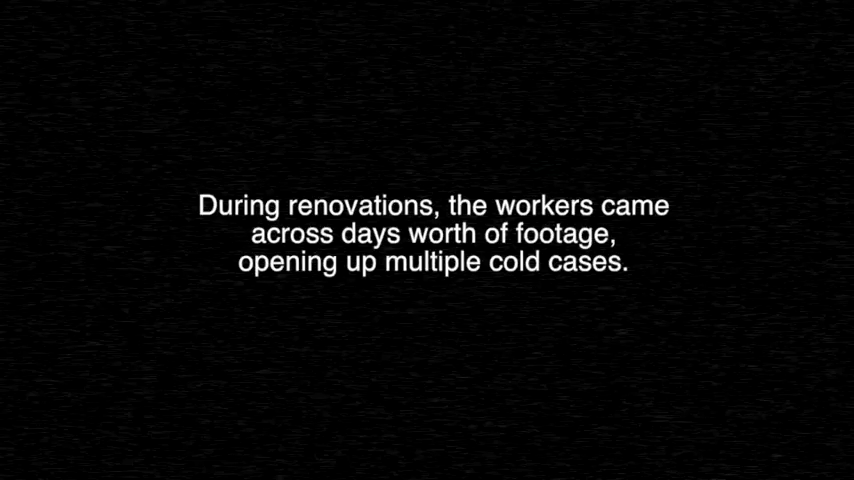 During renovations, the workers came
across days worth of footage,
opening up multiple cold cases.